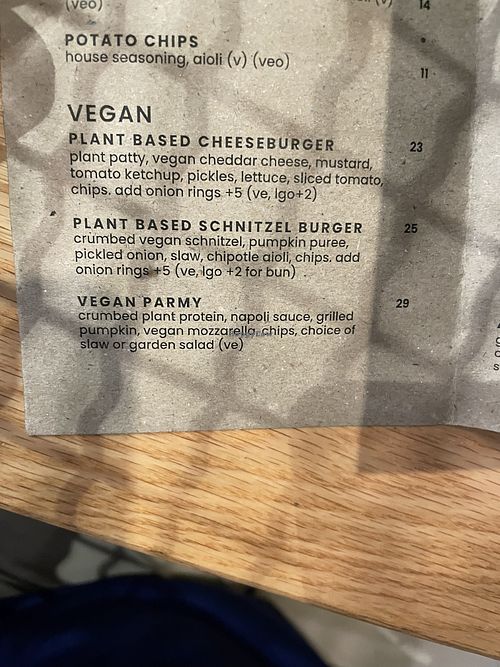 (veo)
14
POTATO CHIPS
house seasoning, aioli (v) (veo)
11
VEGAN
PLANT BASED CHEESEBURGER 23
plant patty, vegan cheddar cheese, mustard,
tomato ketchup, pickles, lettuce, sliced tomato,
chips. add onion rings +5 (ve, lgo+2)
PLANT BASED SCHNITZEL BURGER 25
crumbed vegan schnitzel, pumpkin puree,
pickled onion, slaw, chipotle aioli, chips. add
onion rings +5 (ve, lgo +2 for bun)
VEGAN PARMY 29
crumbed plant protein, napoli sauce, grilled
pumpkin, vegan mozzarella, chips, choice of
slaw or garden salad (ve)